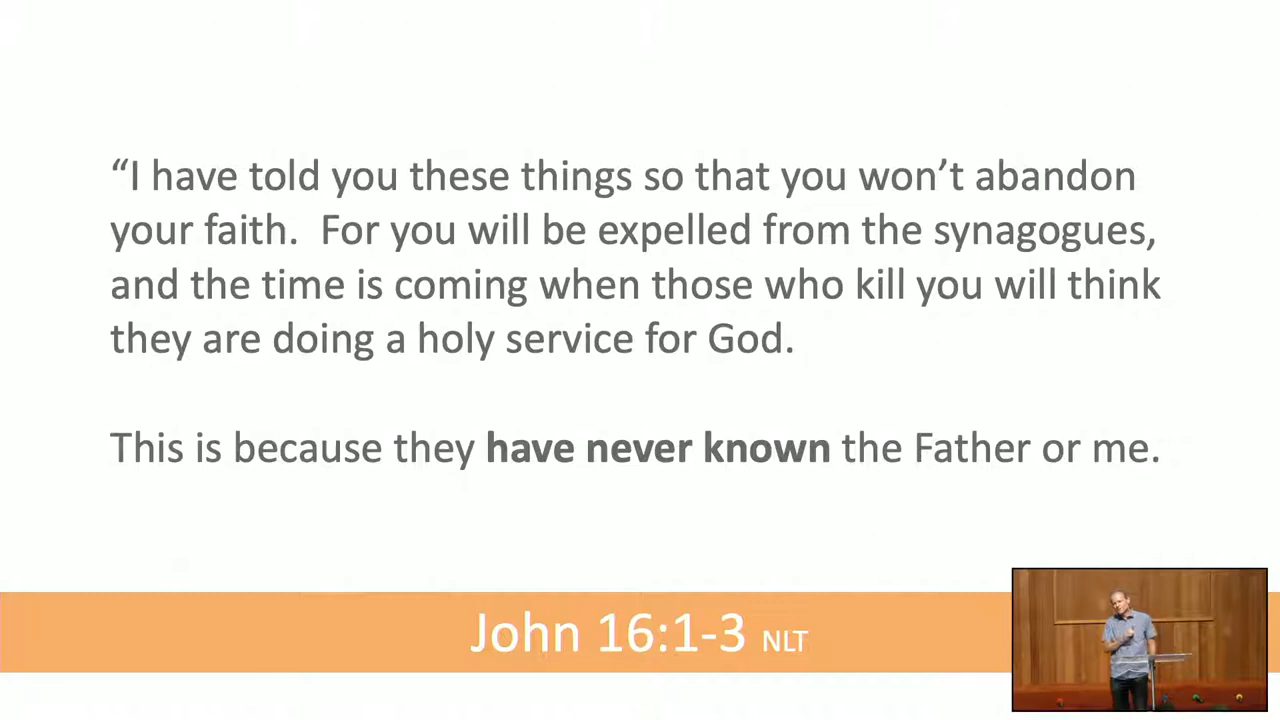 “I have told you these things so that you won’t abandon
your faith.  For you will be expelled from the synagogues,
and the time is coming when those who kill you will think
they are doing a holy service for God.
This is because they have never known the Father or me.
John 16:1-3 NLT